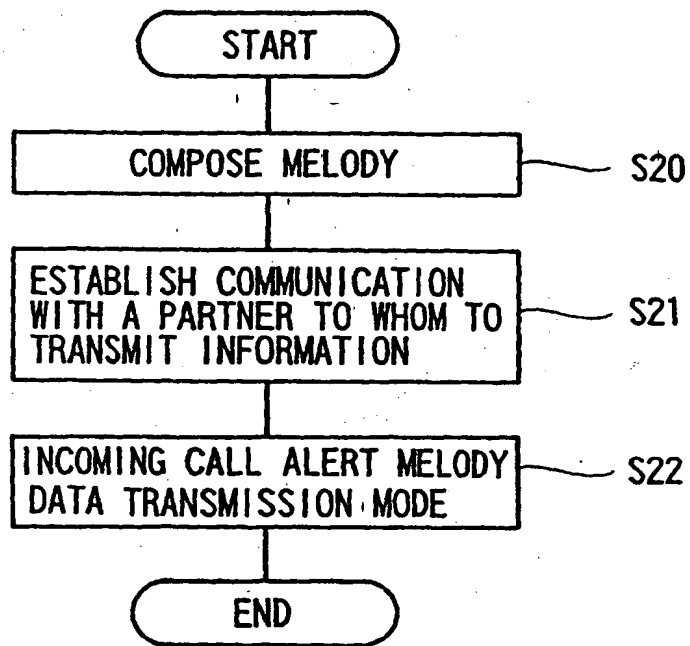 START
COMPOSE MELODY
S20
ESTABLISH COMMUNICATION
WITH A PARTNER TO WHOM TO
TRANSMIT INFORMATION
S21
INCOMING CALL ALERT MELODY
DATA TRANSMISSION MODE
S22
END